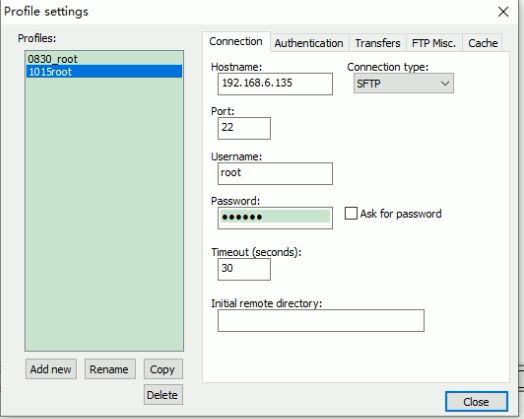 Profile settings
Profiles:
0830_root
1015root
Add new
Rename
Copy
Delete
Connection
Authentication
Transfers
FTP Misc.
Cache
Hostname:
192.168.6.135
Connection type:
SFTP
Port:
22
Username:
root
Password:
●●●●●●
Ask for password
Timeout (seconds):
30
Initial remote directory:
Close